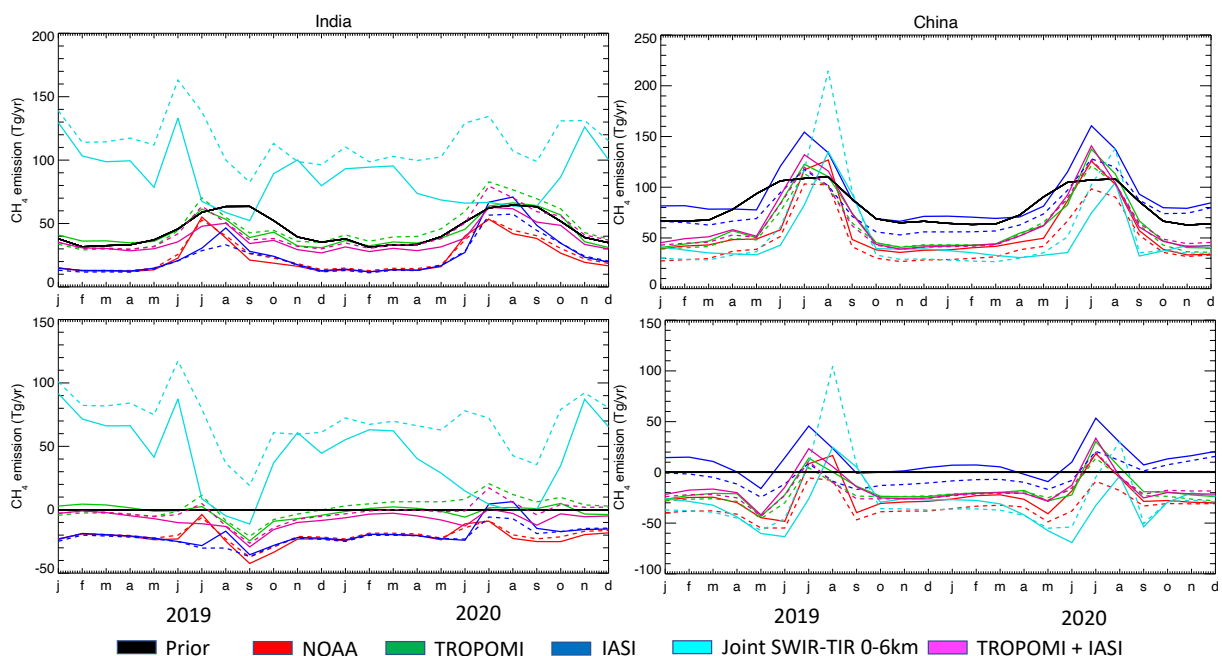 India
China
CH4 emission (Tg/yr)
200
150
100
50
0
j f m a m j j a s o n d j f m a m j j a s o n d
CH4 emission (Tg/yr)
250
200
150
100
50
0
j f m a m j j a s o n d j f m a m j j a s o n d
CH4 emission (Tg/yr)
150
100
50
0
-50
j f m a m j j a s o n d j f m a m j j a s o n d
CH4 emission (Tg/yr)
150
100
50
0
-50
-100
j f m a m j j a s o n d j f m a m j j a s o n d
2019 2020
2019 2020
Prior NOAA TROPOMI IASI Joint SWIR-TIR 0-6km TROPOMI + IASI